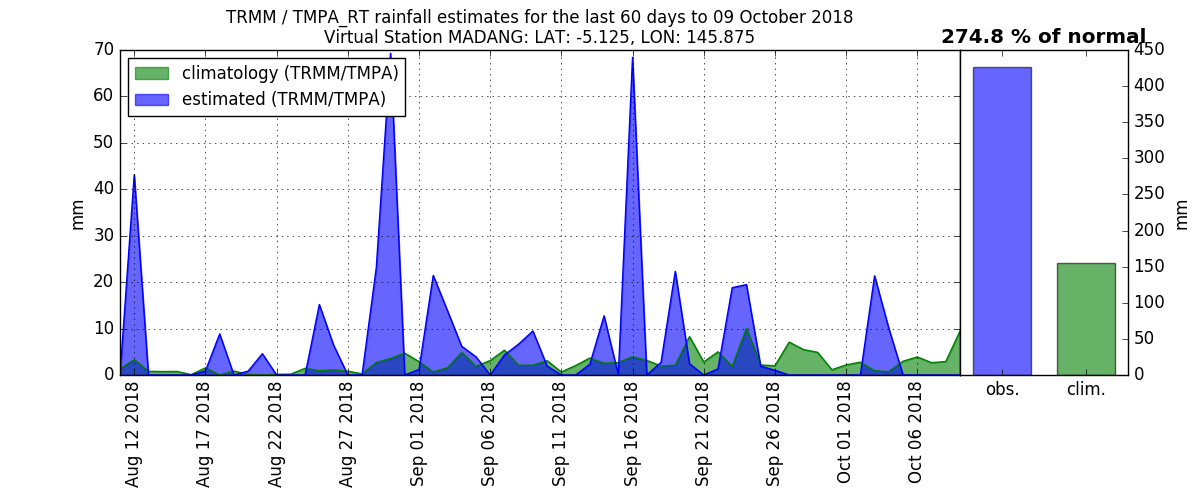 TRMM / TMPA_RT rainfall estimates for the last 60 days to 09 October 2018
Virtual Station MADANG: LAT: -5.125, LON: 145.875
274.8 % of normal
climatology (TRMM/TMPA)
estimated (TRMM/TMPA)
70
60
50
40
30
20
10
0
mm
Aug 12 2018
Aug 17 2018
Aug 22 2018
Aug 27 2018
Sep 01 2018
Sep 06 2018
Sep 11 2018
Sep 16 2018
Sep 21 2018
Sep 26 2018
Oct 01 2018
Oct 06 2018
obs.
clim.
450
400
350
300
250
200
150
100
50
0
mm